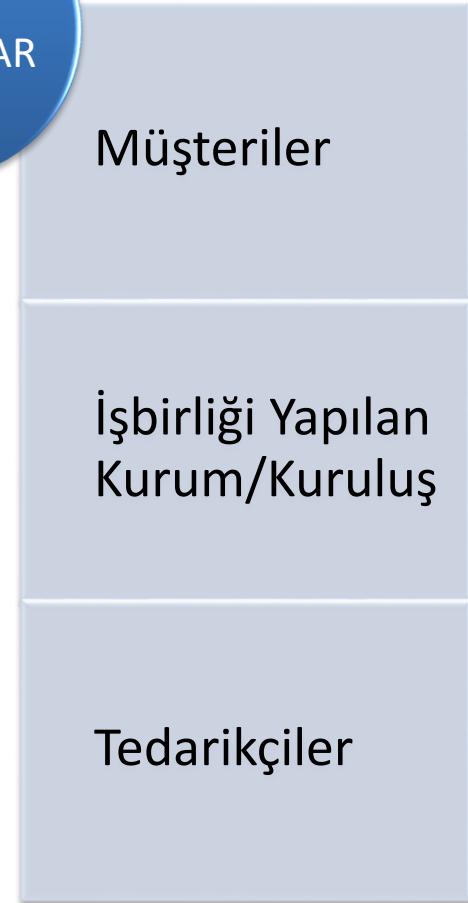 AR
Müşteriler
İşbirliği Yapılan
Kurum/Kuruluş
Tedarikçiler